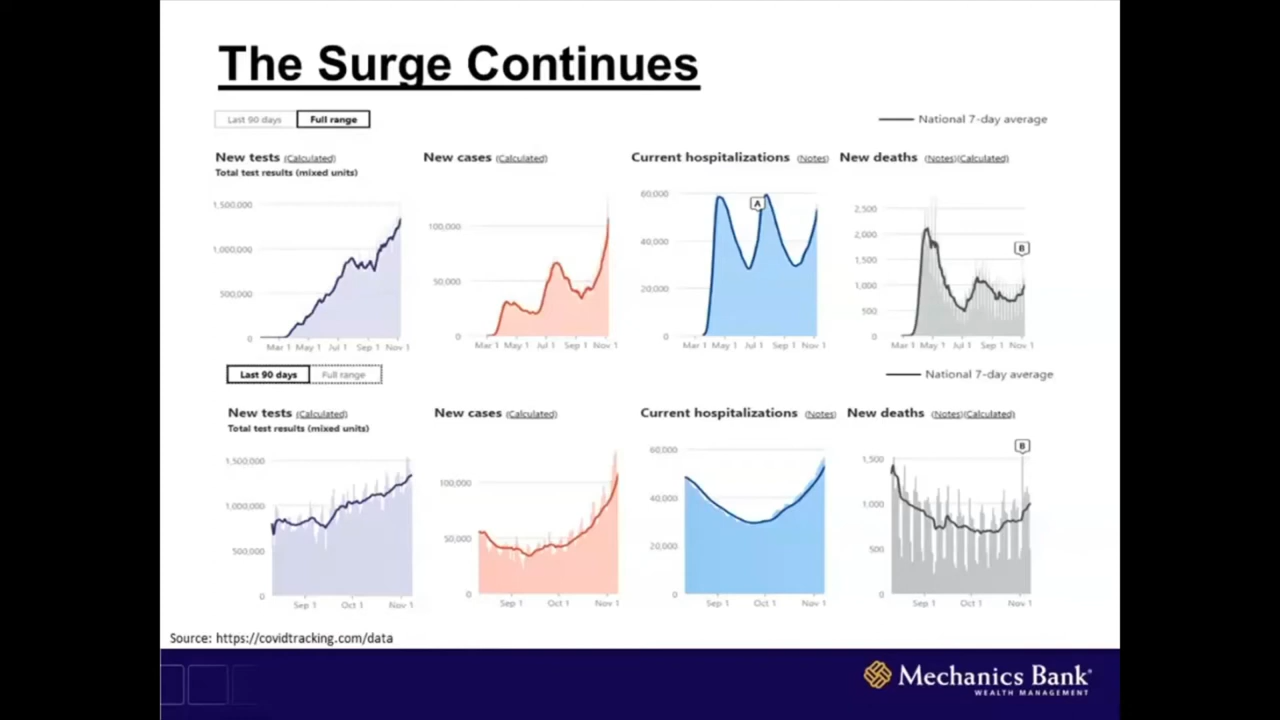 The Surge Continues
Last 90 days Full range
National 7-day average
New tests (Calculated)
Total test results (mixed units)
New cases (Calculated)
Current hospitalizations (Notes)
New deaths (Notes)(Calculated)
1,500,000
1,000,000
500,000
0
Mar 1 May 1 Jul 1 Sep 1 Nov 1
100,000
50,000
0
Mar 1 May 1 Jul 1 Sep 1 Nov 1
60,000
40,000
20,000
0
A
Mar 1 May 1 Jul 1 Sep 1 Nov 1
2,500
2,000
1,500
1,000
500
0
B
Mar 1 May 1 Jul 1 Sep 1 Nov 1
Last 90 days Full range
National 7-day average
New tests (Calculated)
Total test results (mixed units)
New cases (Calculated)
Current hospitalizations (Notes)
New deaths (Notes)(Calculated)
1,500,000
1,000,000
500,000
0
Sep 1 Oct 1 Nov 1
100,000
50,000
0
Sep 1 Oct 1 Nov 1
60,000
40,000
20,000
0
Sep 1 Oct 1 Nov 1
B
1,500
1,000
500
0
Sep 1 Oct 1 Nov 1
Source: https://covidtracking.com/data
Mechanics Bank
WEALTH MANAGEMENT